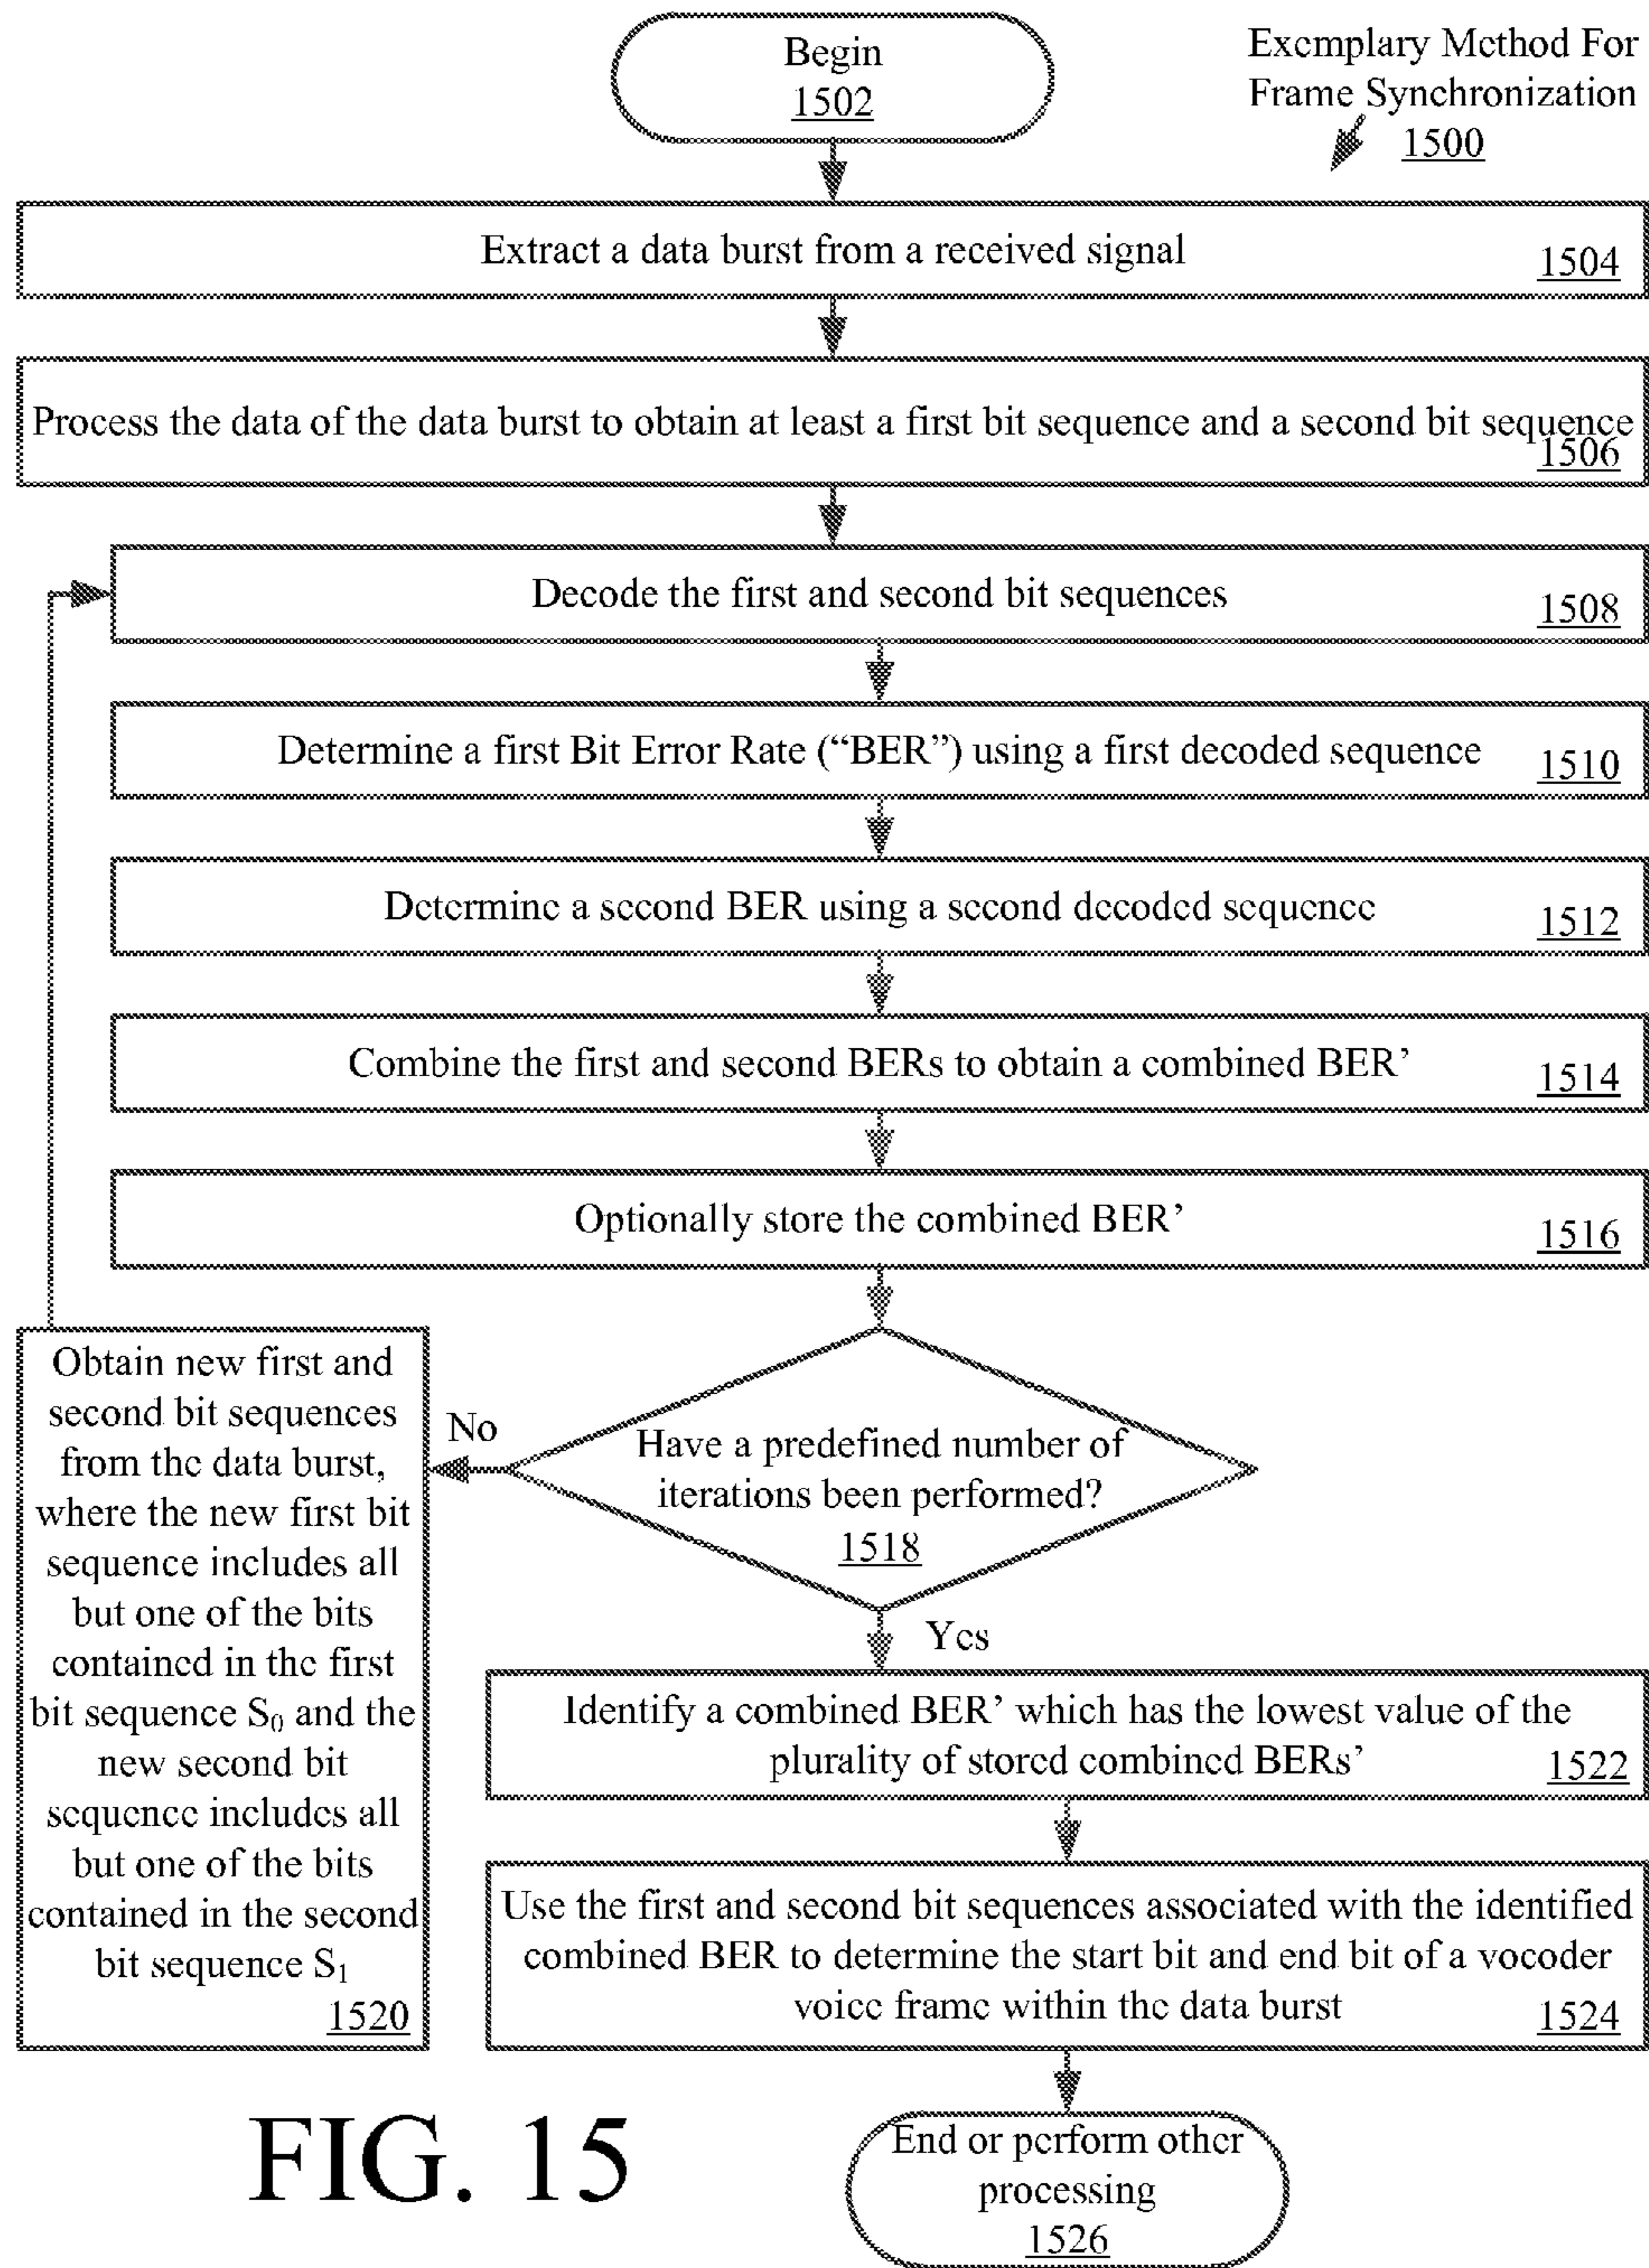 Begin
1502
Exemplary Method For
Frame Synchronization
1500
Extract a data burst from a received signal
1504
Process the data of the data burst to obtain at least a first bit sequence and a second bit sequence
1506
Decode the first and second bit sequences
1508
Determine a first Bit Error Rate (“BER”) using a first decoded sequence
1510
Determine a second BER using a second decoded sequence
1512
Combine the first and second BERs to obtain a combined BER’
1514
Optionally store the combined BER’
1516
Have a predefined number of
iterations been performed?
1518
No
Obtain new first and
second bit sequences
from the data burst,
where the new first bit
sequence includes all
but one of the bits
contained in the first
bit sequence S0 and the
new second bit
sequence includes all
but one of the bits
contained in the second
bit sequence S1
1520
Yes
Identify a combined BER’ which has the lowest value of the
plurality of stored combined BERs’
1522
Use the first and second bit sequences associated with the identified
combined BER to determine the start bit and end bit of a vocoder
voice frame within the data burst
1524
End or perform other
processing
1526
FIG. 15